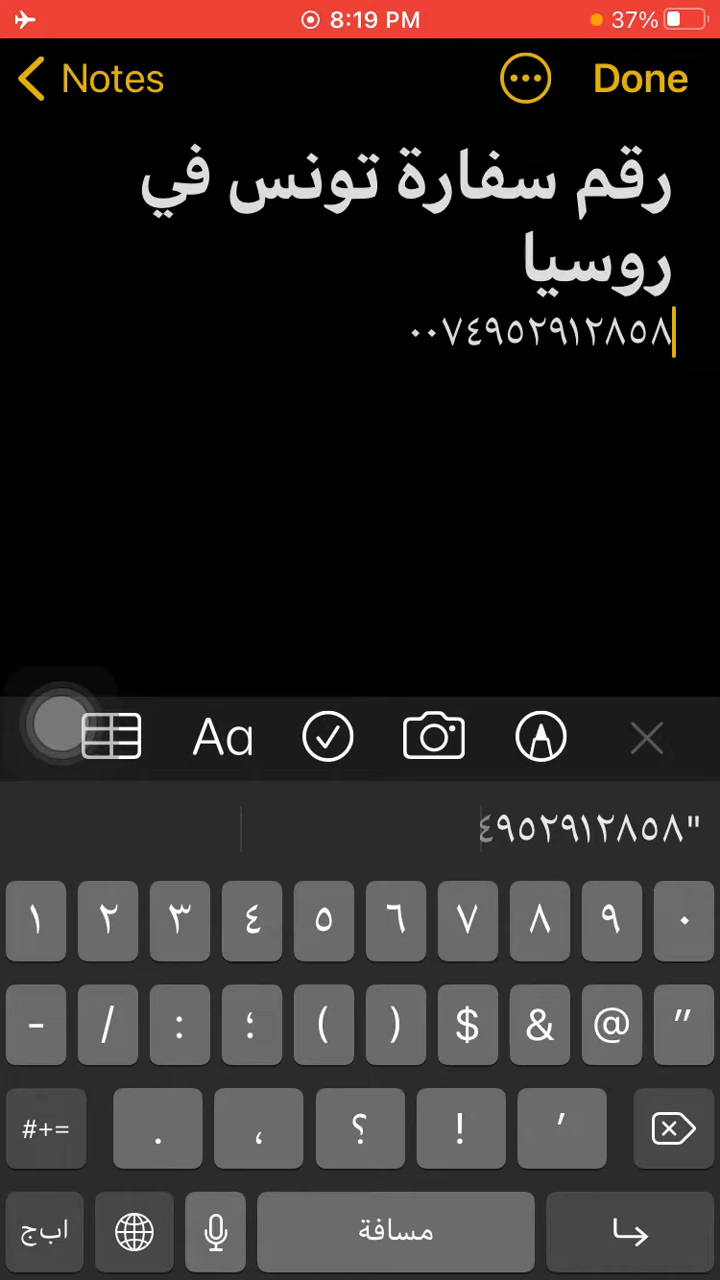 8:19 PM
37%
Notes
Done
رقم سفارة تونس في
روسيا
٠٠٧٤٩٥٢٩١٢٨٥٨
Aa
٤٩٥٢٩١٢٨٥٨"
١ ٢ ٣ ٤ ٥ ٦ ٧ ٨ ٩ ٠
- / : ؛ ( ) $ & @ "
#+= . ، ؟ ! '
اب‌ج
مسافة